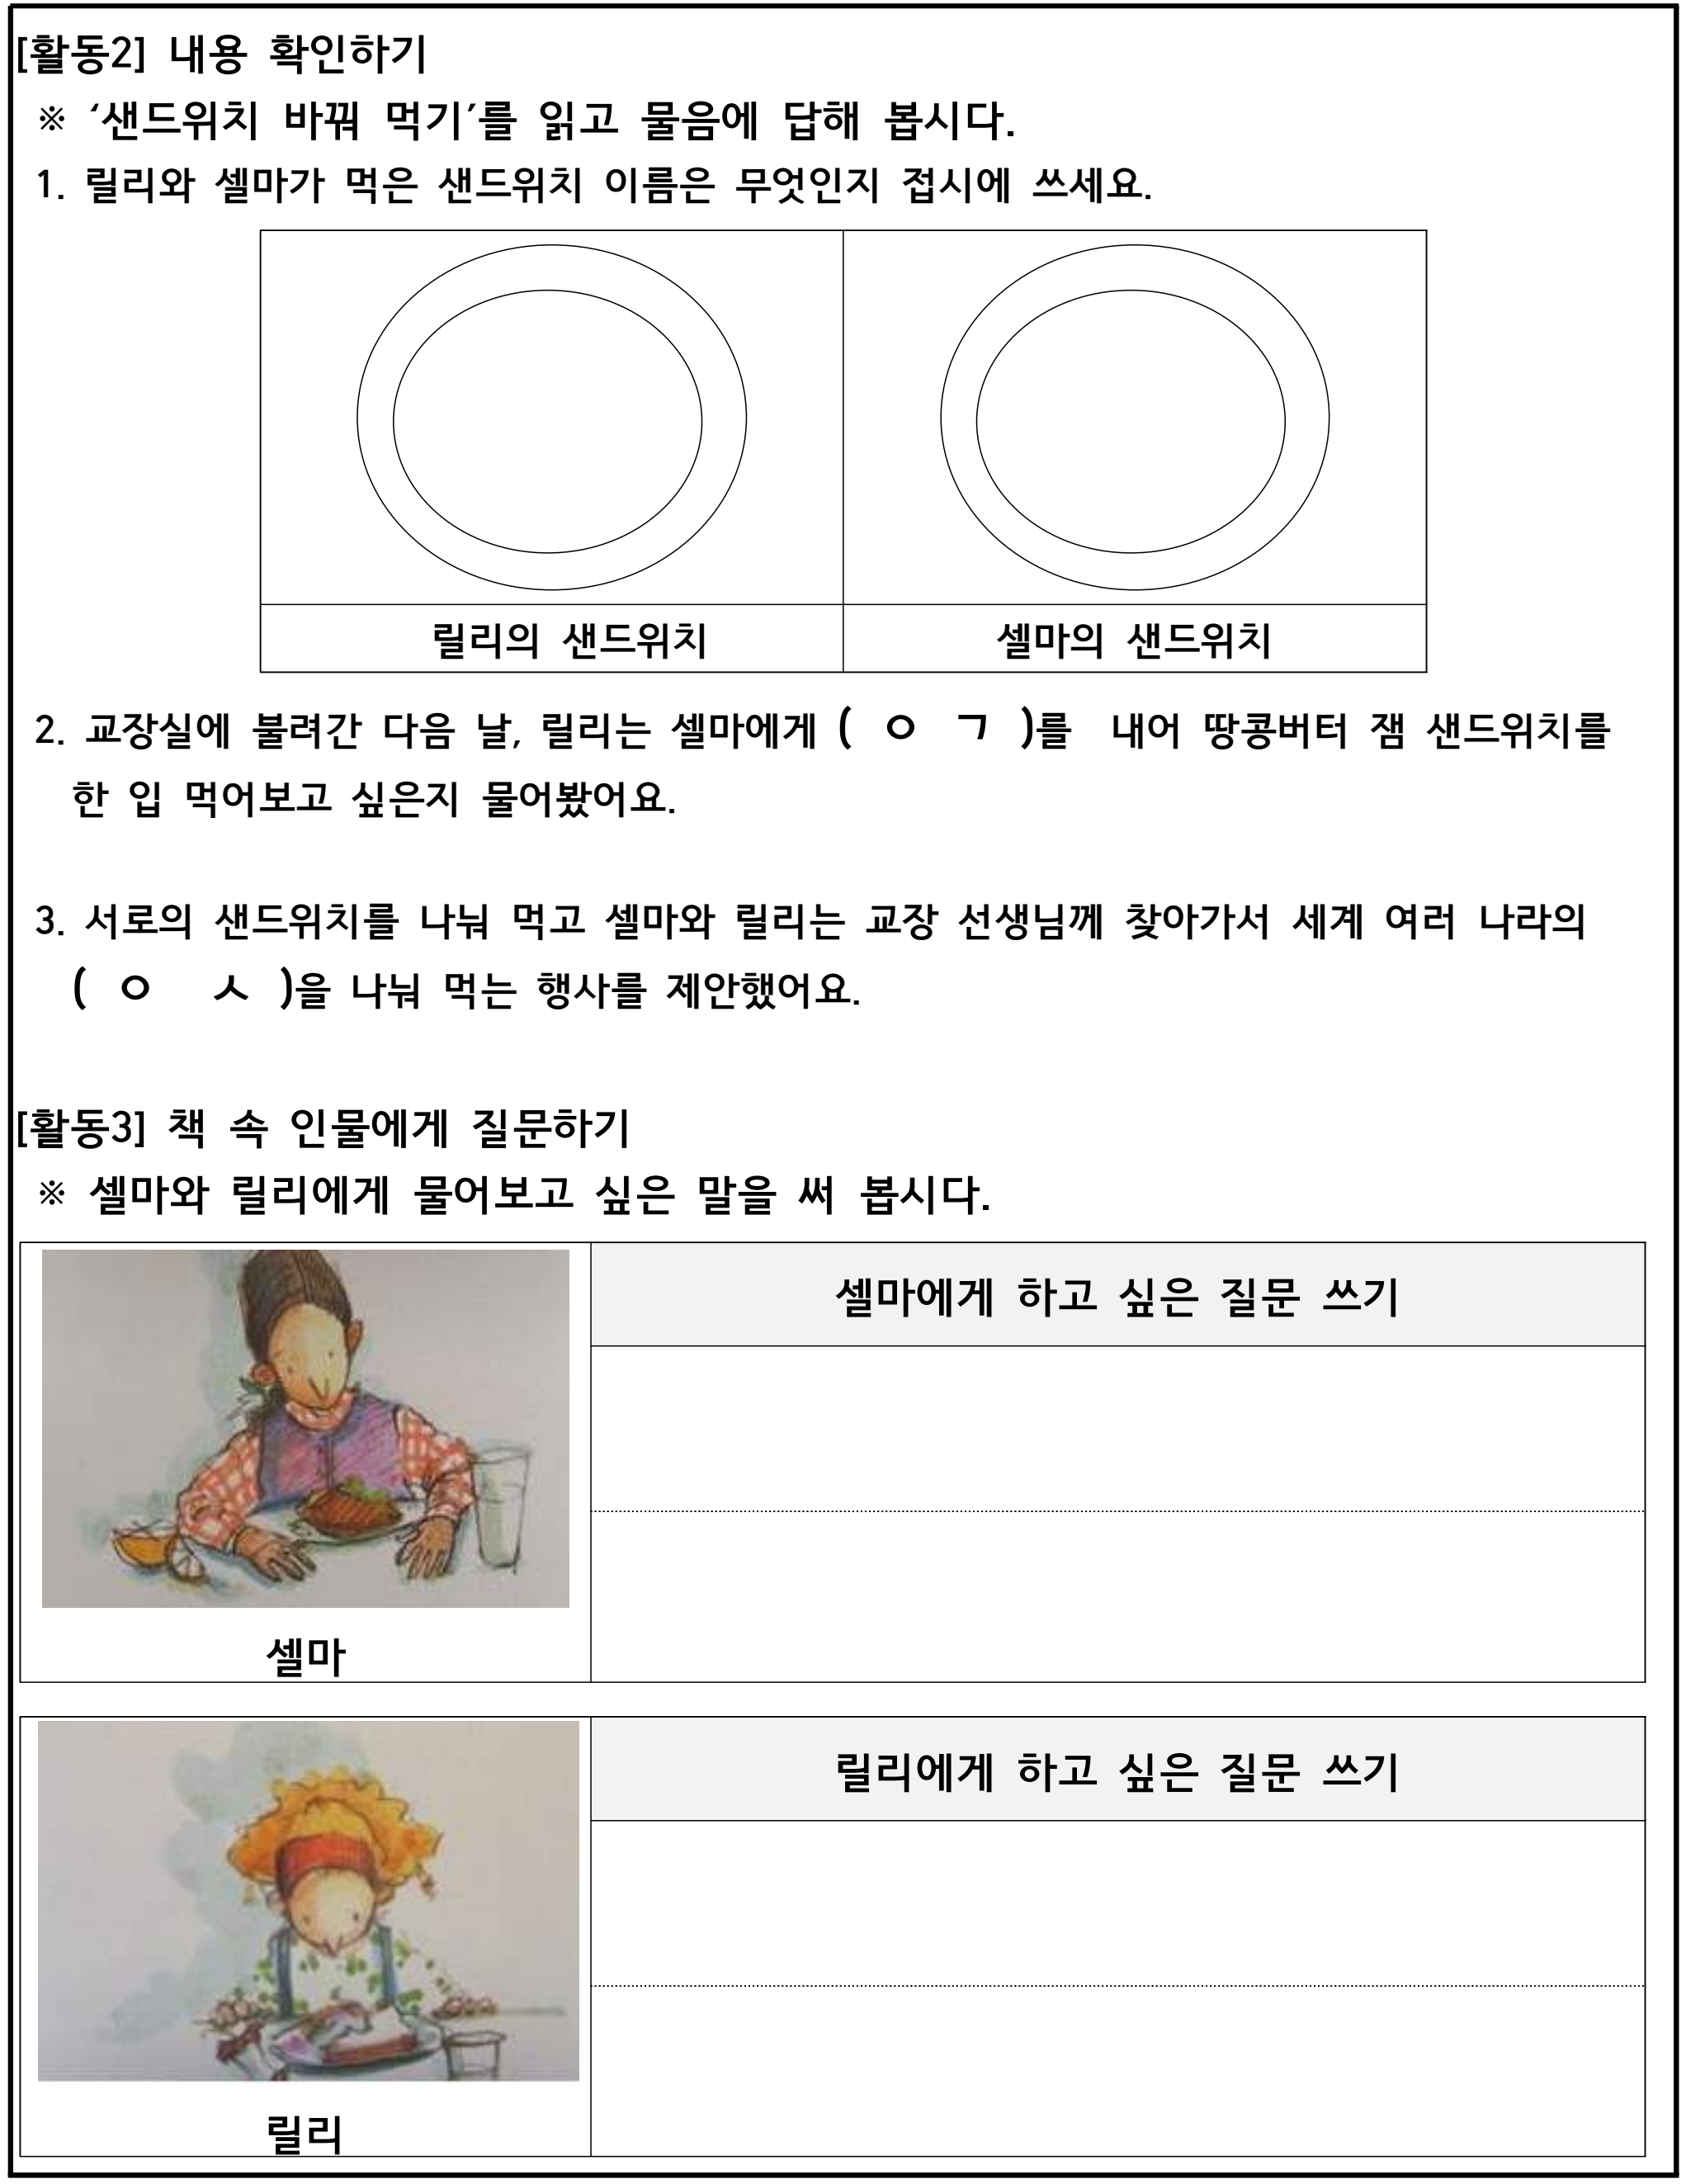 [활동2] 내용 확인하기
※ ‘샌드위치 바꿔 먹기’를 읽고 물음에 답해 봅시다.
1. 릴리와 셀마가 먹은 샌드위치 이름은 무엇인지 접시에 쓰세요.
릴리의 샌드위치 셀마의 샌드위치
2. 교장실에 불려간 다음 날, 릴리는 셀마에게 ( ㅇ ㄱ )를 내어 땅콩버터 잼 샌드위치를
한 입 먹어보고 싶은지 물어봤어요.
3. 서로의 샌드위치를 나눠 먹고 셀마와 릴리는 교장 선생님께 찾아가서 세계 여러 나라의
( ㅇ ㅅ )을 나눠 먹는 행사를 제안했어요.
[활동3] 책 속 인물에게 질문하기
※ 셀마와 릴리에게 물어보고 싶은 말을 써 봅시다.
셀마에게 하고 싶은 질문 쓰기
셀마
릴리에게 하고 싶은 질문 쓰기
릴리